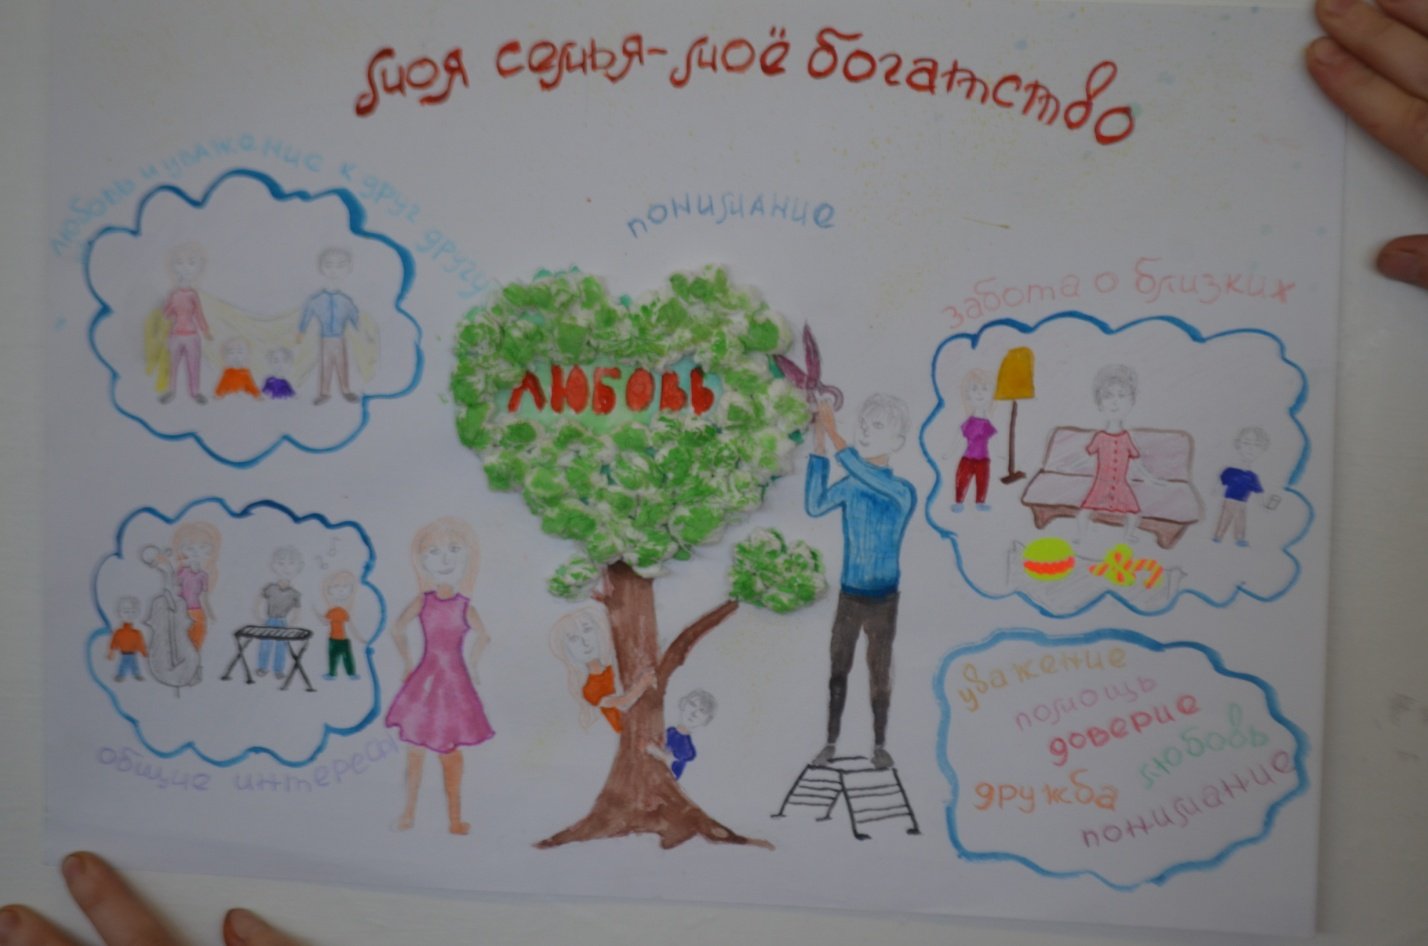 моя семья-моё богатство
любовь и уважение к друг другу
понимание
забота о близких
ЛЮБОВЬ
общие интересы
уважение
помощь
доверие
любовь
дружба
понимание